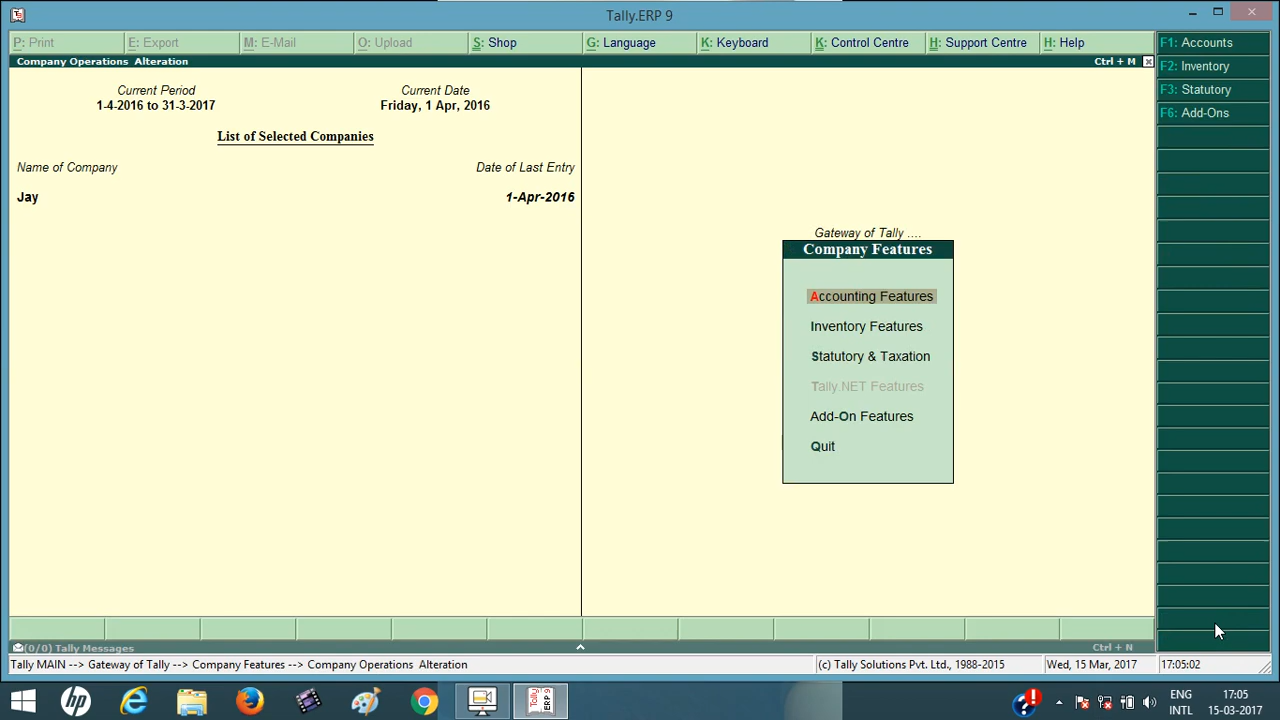 Tally.ERP 9
P: Print
E: Export
M: E-Mail
O: Upload
S: Shop
G: Language
K: Keyboard
K: Control Centre
H: Support Centre
H: Help
Company Operations Alteration
Ctrl + M
Current Period
1-4-2016 to 31-3-2017
Current Date
Friday, 1 Apr, 2016
List of Selected Companies
Name of Company
Date of Last Entry
Jay
1-Apr-2016
Gateway of Tally ....
Company Features
Accounting Features
Inventory Features
Statutory & Taxation
Tally.NET Features
Add-On Features
Quit
F1: Accounts
F2: Inventory
F3: Statutory
F6: Add-Ons
(0/0) Tally Messages
Ctrl + N
Tally MAIN --> Gateway of Tally --> Company Features --> Company Operations Alteration
(c) Tally Solutions Pvt. Ltd., 1988-2015
Wed, 15 Mar, 2017
17:05:02
Tally
ERP 9
ENG
INTL
17:05
15-03-2017